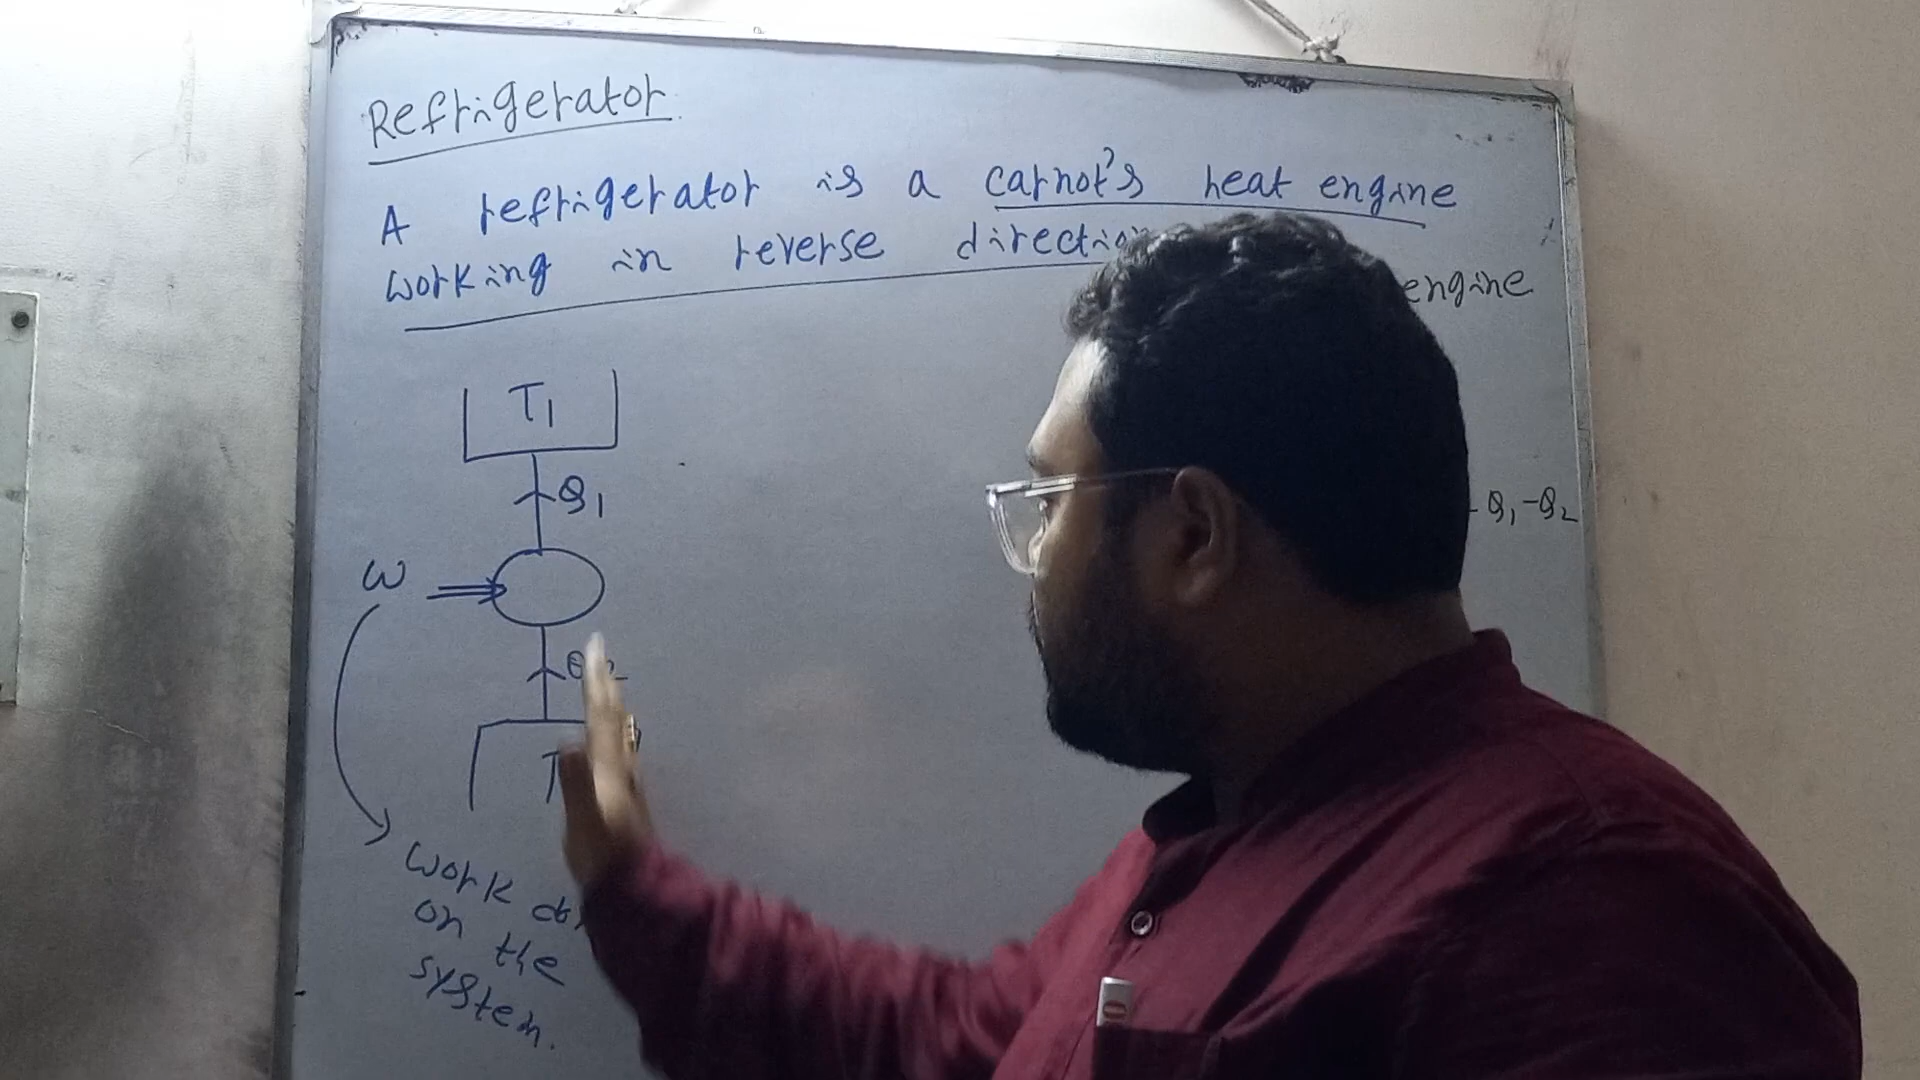 Refrigerator
A refrigerator is a carnot's heat engine
working in reverse direction
engine
T1
Q1
Q1-Q2
W
Q2
T
work
on the
system.